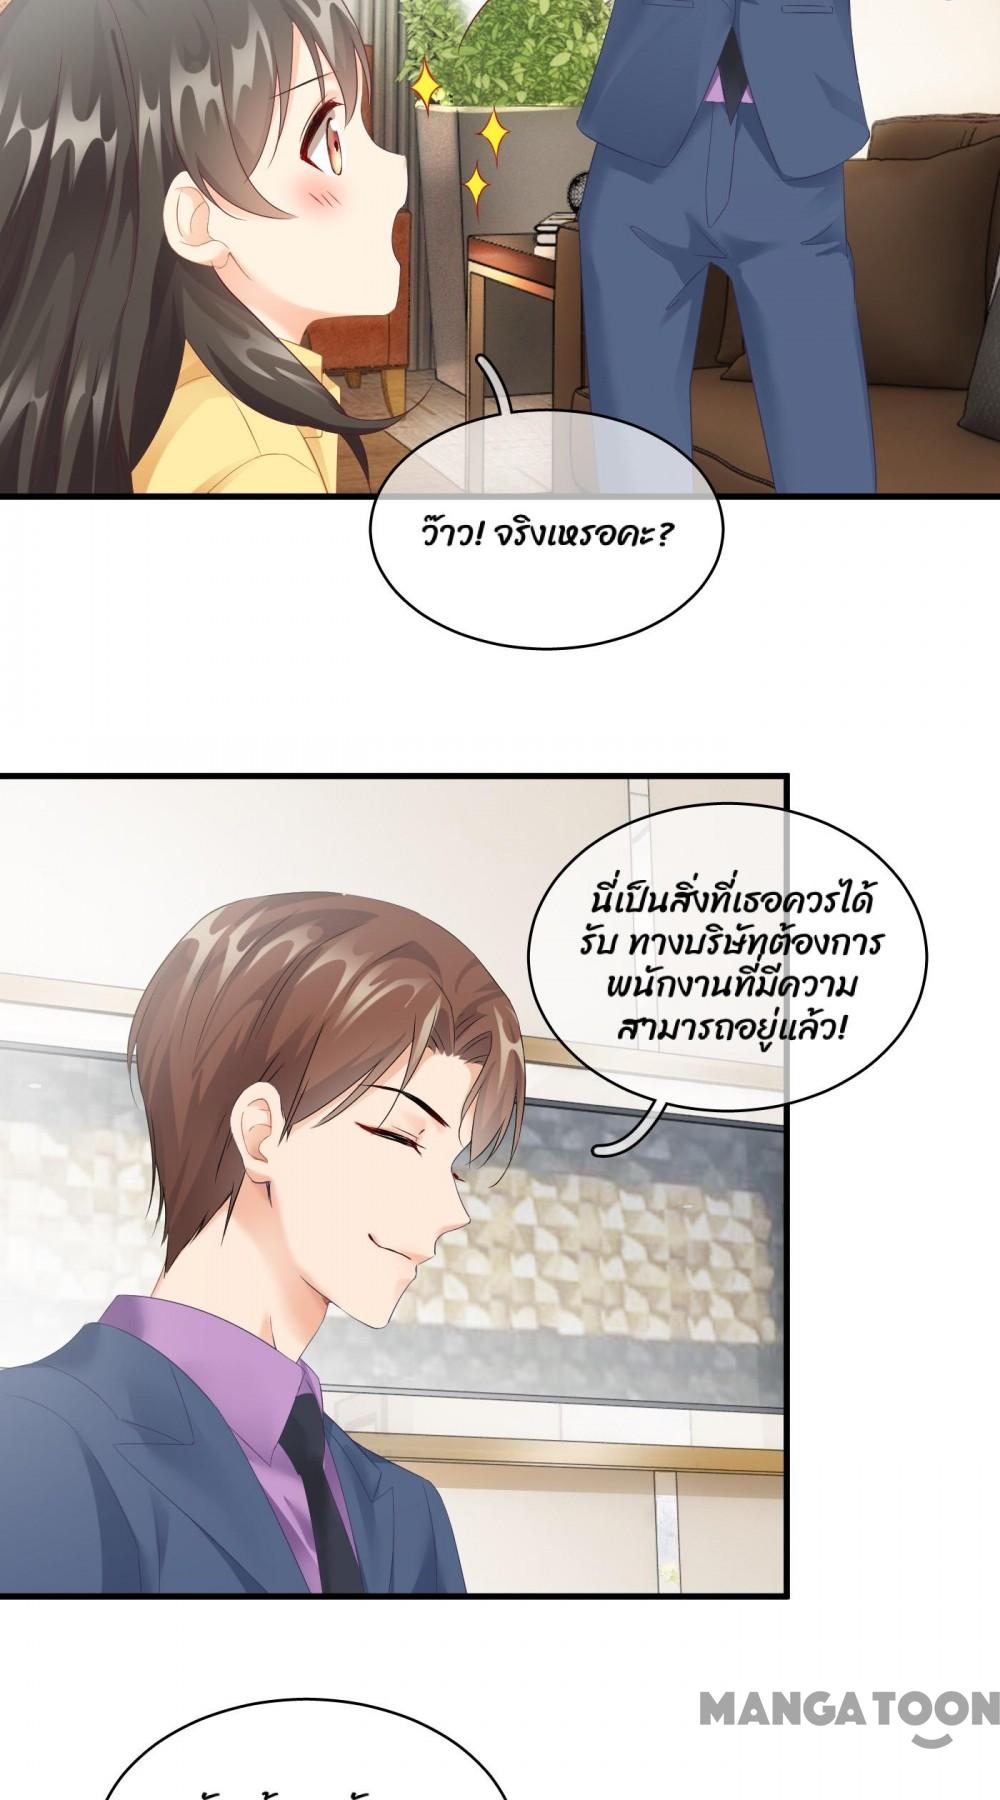 ว๊าว! จริงเหรอคะ?
นี่เป็นสิ่งที่เธอควรได้
รับ ทางบริษัทต้องการ
พนักงานที่มีความ
สามารถอยู่แล้ว!
MANGATOON